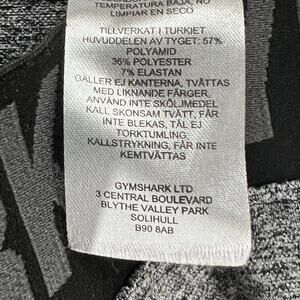 TEMPERATURA BAJA, NO
LIMPIAR EN SECO
TILLVERKAT I TURKIET
HUVUDDELEN AV TYGET: 57%
POLYAMID
36% POLYESTER
7% ELASTAN
GÄLLER EJ KANTERNA, TVÄTTAS
MED LIKNANDE FÄRGER,
ANVÄND INTE SKÖLJMEDEL
KALL SKONSAM TVÄTT, FÅR
INTE BLEKAS, TÅL EJ
TORKTUMLING,
KALLSTRYKNING, FÅR INTE
KEMTVÄTTAS
GYMSHARK LTD
3 CENTRAL BOULEVARD
BLYTHE VALLEY PARK
SOLIHULL
B90 8AB